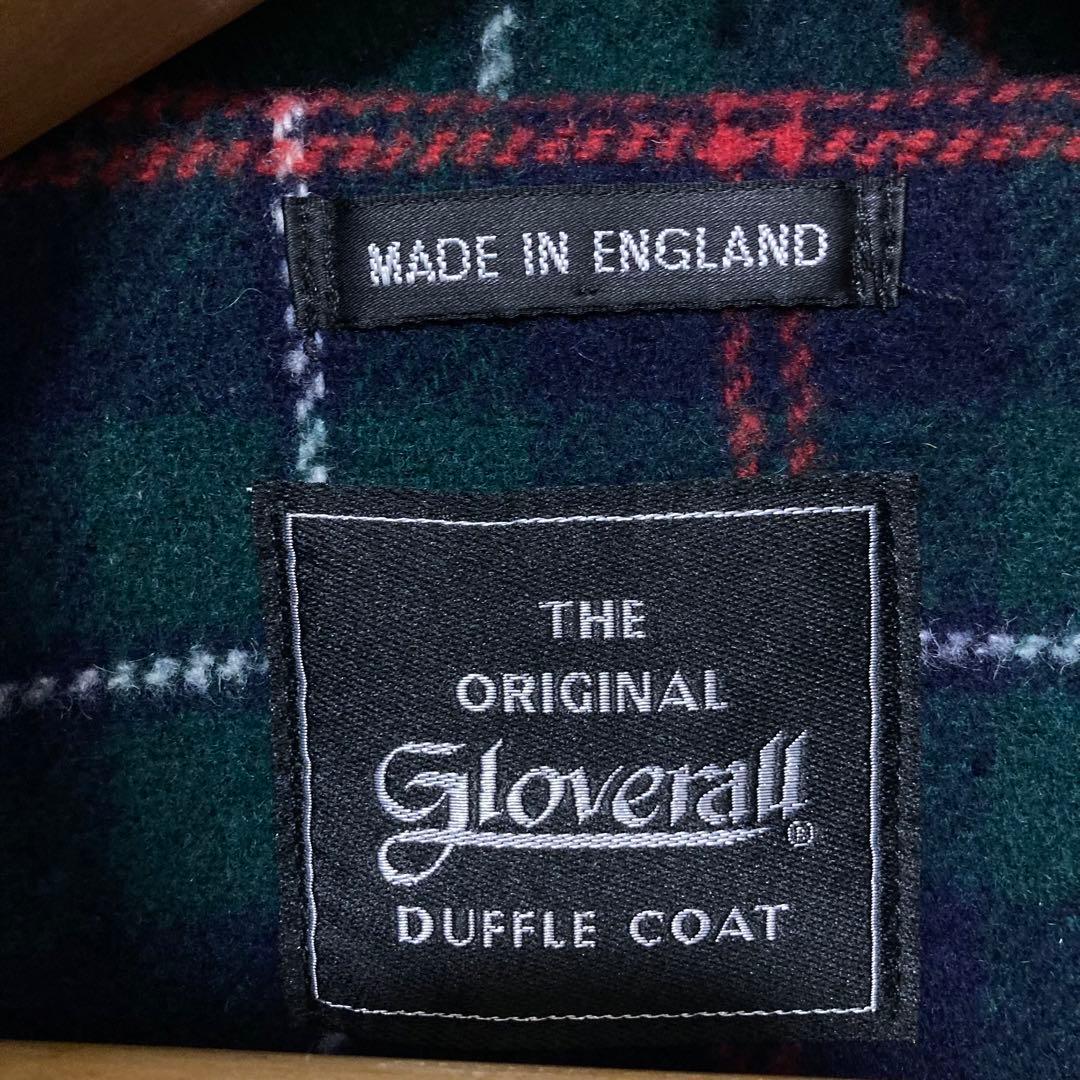 MADE IN ENGLAND
THE
ORIGINAL
Gloverall®
DUFFLE COAT